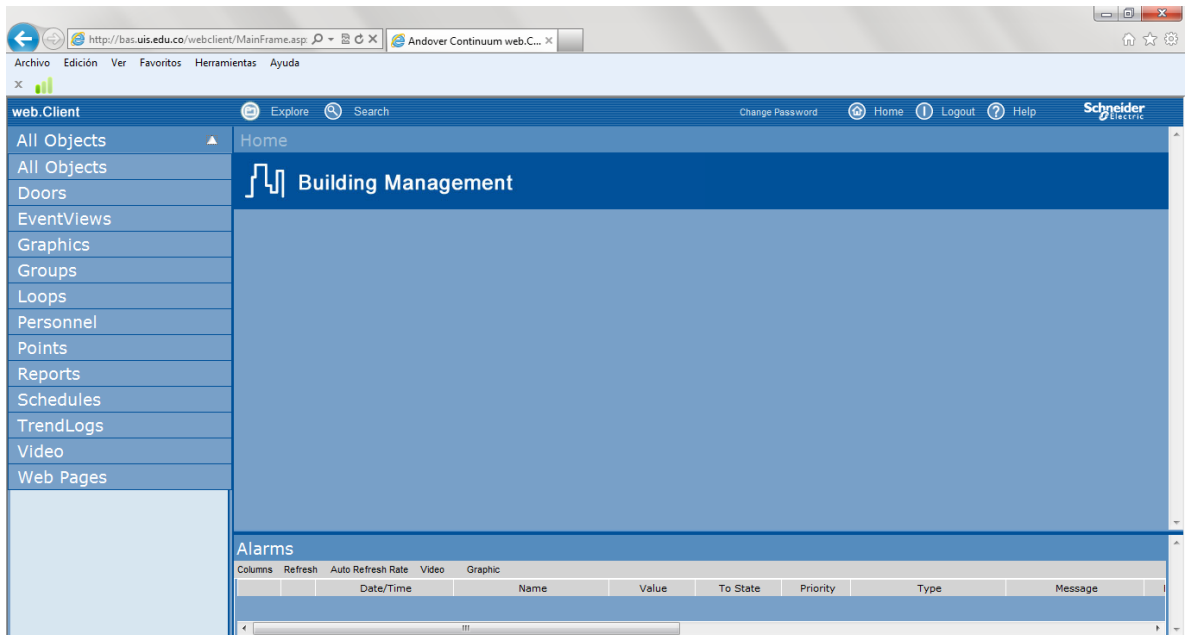 http://bas.uis.edu.co/webclient/MainFrame.asp
Andover Continuum web.C...
Archivo Edición Ver Favoritos Herramientas Ayuda
web.Client Explore Search Change Password Home Logout Help Schneider Electric
All Objects
Home
Building Management
All Objects
Doors
EventViews
Graphics
Groups
Loops
Personnel
Points
Reports
Schedules
TrendLogs
Video
Web Pages
Alarms
Columns Refresh Auto Refresh Rate Video Graphic
Date/Time Name Value To State Priority Type Message